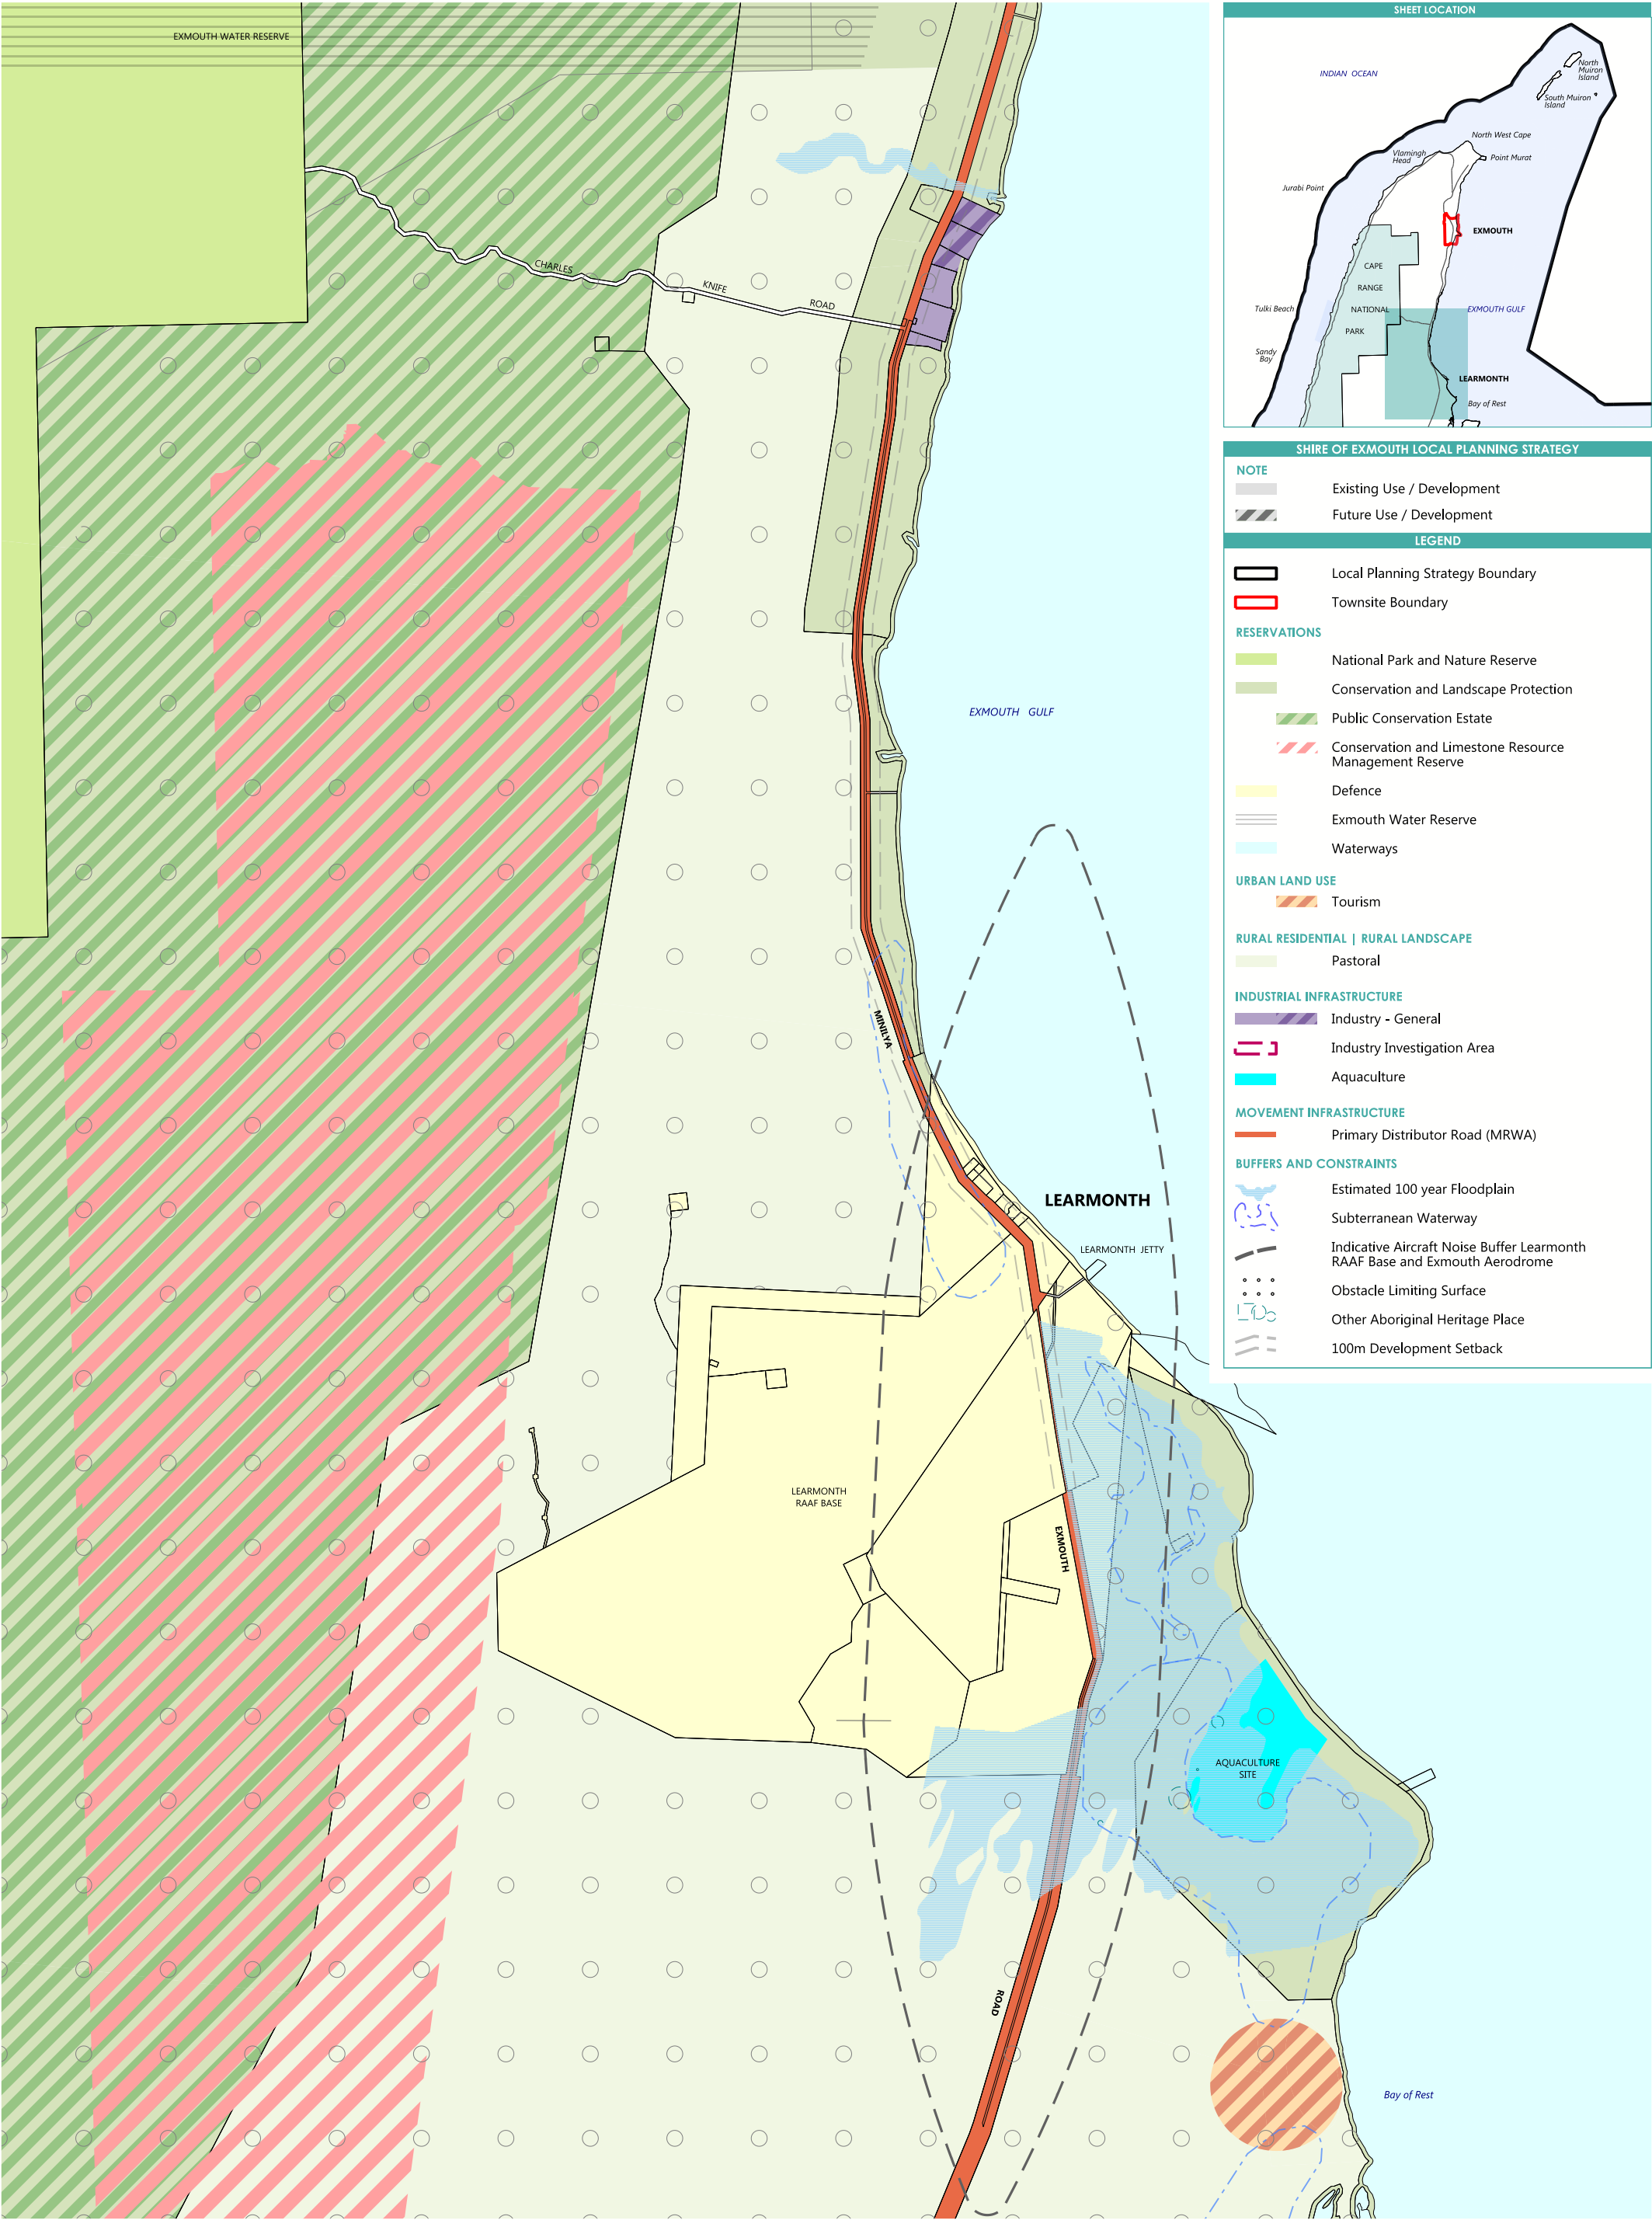 EXMOUTH WATER RESERVE
CHARLES
KNIFE
ROAD
EXMOUTH GULF
MINILYA
LEARMONTH
LEARMONTH JETTY
LEARMONTH
RAAF BASE
EXMOUTH
AQUACULTURE
SITE
ROAD
Bay of Rest
SHEET LOCATION
INDIAN OCEAN
North
Muiron
Island
South Muiron
Island
North West Cape
Vlamingh
Head
Point Murat
Jurabi Point
EXMOUTH
CAPE
RANGE
NATIONAL
PARK
Tulki Beach
EXMOUTH GULF
Sandy
Bay
LEARMONTH
Bay of Rest
SHIRE OF EXMOUTH LOCAL PLANNING STRATEGY
NOTE
Existing Use / Development
Future Use / Development
LEGEND
Local Planning Strategy Boundary
Townsite Boundary
RESERVATIONS
National Park and Nature Reserve
Conservation and Landscape Protection
Public Conservation Estate
Conservation and Limestone Resource
Management Reserve
Defence
Exmouth Water Reserve
Waterways
URBAN LAND USE
Tourism
RURAL RESIDENTIAL | RURAL LANDSCAPE
Pastoral
INDUSTRIAL INFRASTRUCTURE
Industry - General
Industry Investigation Area
Aquaculture
MOVEMENT INFRASTRUCTURE
Primary Distributor Road (MRWA)
BUFFERS AND CONSTRAINTS
Estimated 100 year Floodplain
Subterranean Waterway
Indicative Aircraft Noise Buffer Learmonth
RAAF Base and Exmouth Aerodrome
Obstacle Limiting Surface
Other Aboriginal Heritage Place
100m Development Setback